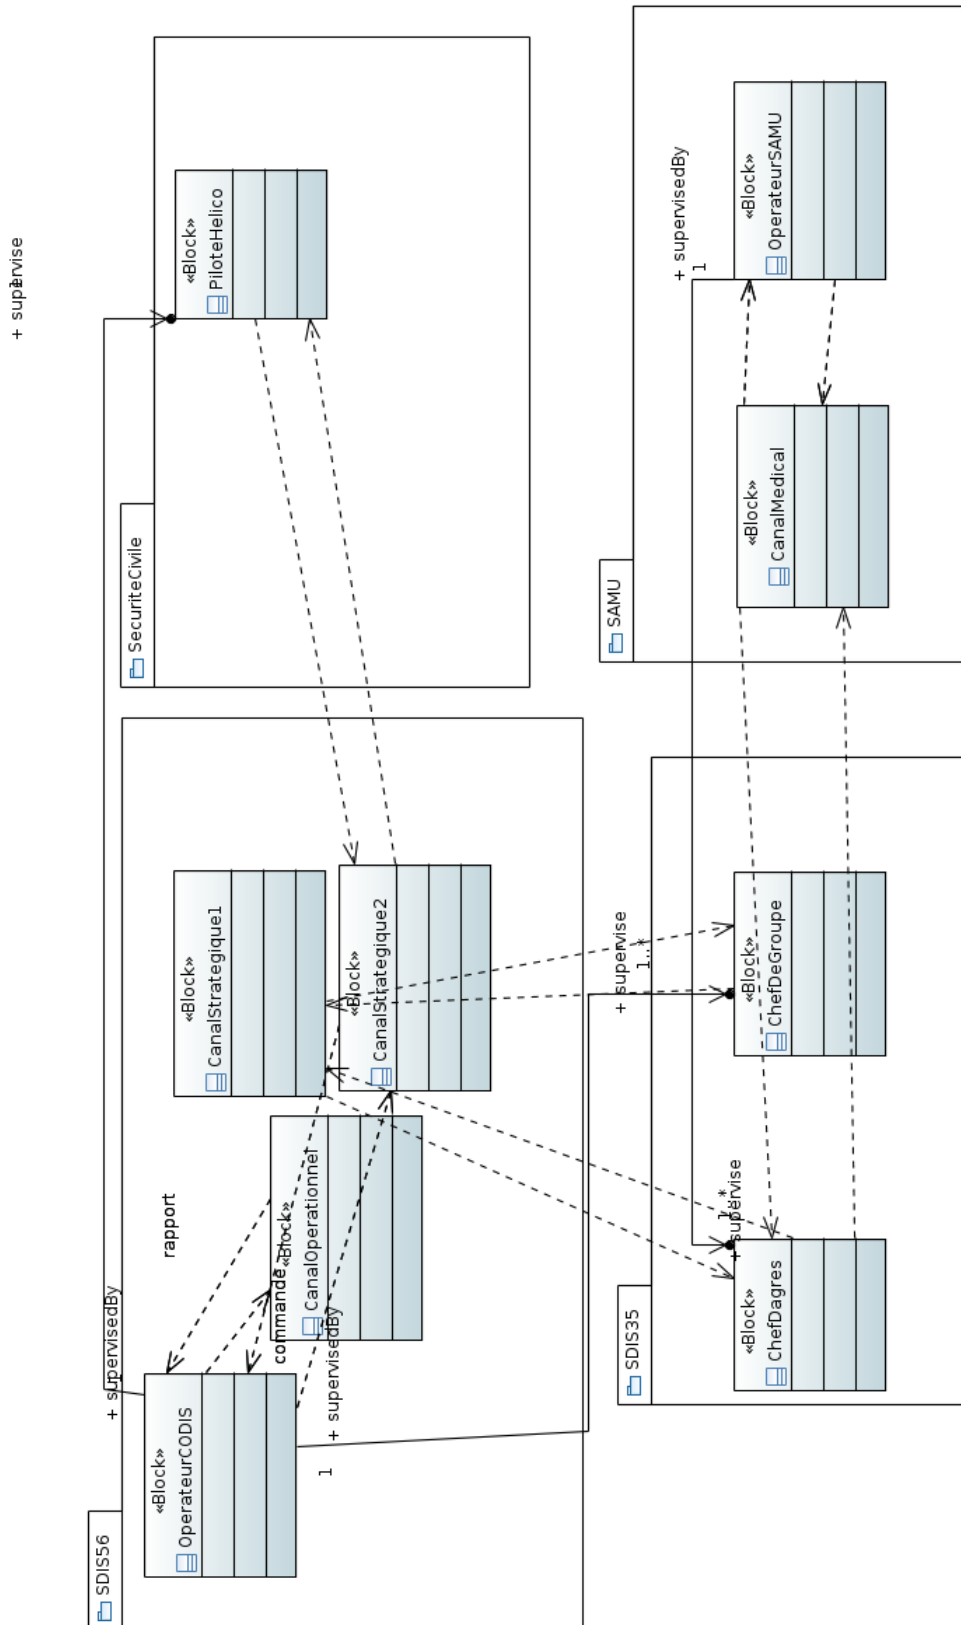 SDIS56
«Block»
OperateurCODIS
+ supervisedBy
1
+ supervisedBy
rapport
commande
«Block»
CanalOperationnel
«Block»
CanalStrategique1
«Block»
CanalStrategique2
SecuriteCivile
«Block»
PiloteHelico
+ supervise
1
SDIS35
«Block»
ChefDagres
+ supervise
1..*
«Block»
ChefDeGroupe
+ supervise
1..*
SAMU
«Block»
CanalMedical
«Block»
OperateurSAMU
+ supervisedBy
1